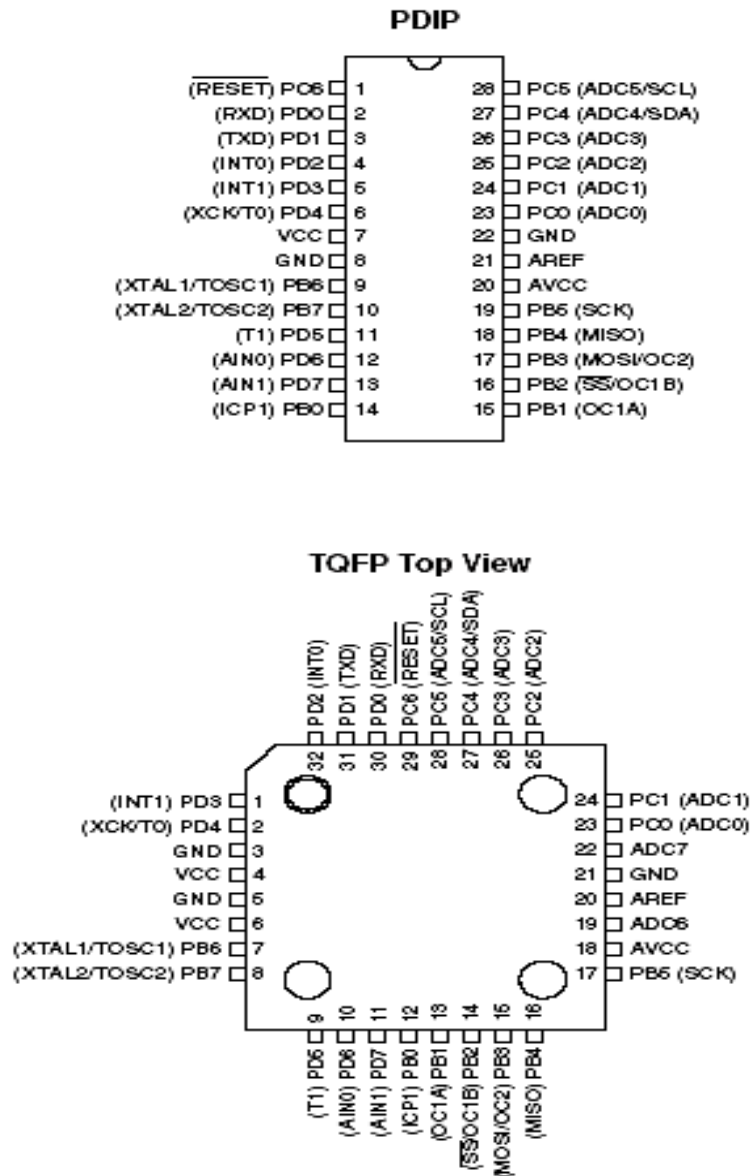 PDIP
(RESET) PC6 1 28 PC5 (ADC5/SCL)
(RXD) PD0 2 27 PC4 (ADC4/SDA)
(TXD) PD1 3 26 PC3 (ADC3)
(INT0) PD2 4 25 PC2 (ADC2)
(INT1) PD3 5 24 PC1 (ADC1)
(XCK/T0) PD4 6 23 PC0 (ADC0)
VCC 7 22 GND
GND 8 21 AREF
(XTAL1/TOSC1) PB6 9 20 AVCC
(XTAL2/TOSC2) PB7 10 19 PB5 (SCK)
(T1) PD5 11 18 PB4 (MISO)
(AIN0) PD6 12 17 PB3 (MOSI/OC2)
(AIN1) PD7 13 16 PB2 (SS/OC1B)
(ICP1) PB0 14 15 PB1 (OC1A)
TQFP Top View
32 PD2 (INT0)
31 PD1 (TXD)
30 PD0 (RXD)
29 PC6 (RESET)
28 PC5 (ADC5/SCL)
27 PC4 (ADC4/SDA)
26 PC3 (ADC3)
25 PC2 (ADC2)
(INT1) PD3 1 24 PC1 (ADC1)
(XCK/T0) PD4 2 23 PC0 (ADC0)
GND 3 22 ADC7
VCC 4 21 GND
GND 5 20 AREF
VCC 6 19 ADC6
(XTAL1/TOSC1) PB6 7 18 AVCC
(XTAL2/TOSC2) PB7 8 17 PB5 (SCK)
(T1) PD5 9
(AIN0) PD6 10
(AIN1) PD7 11
(ICP1) PB0 12
(OC1A) PB1 13
(SS/OC1B) PB2 14
(MOSI/OC2) PB3 15
(MISO) PB4 16